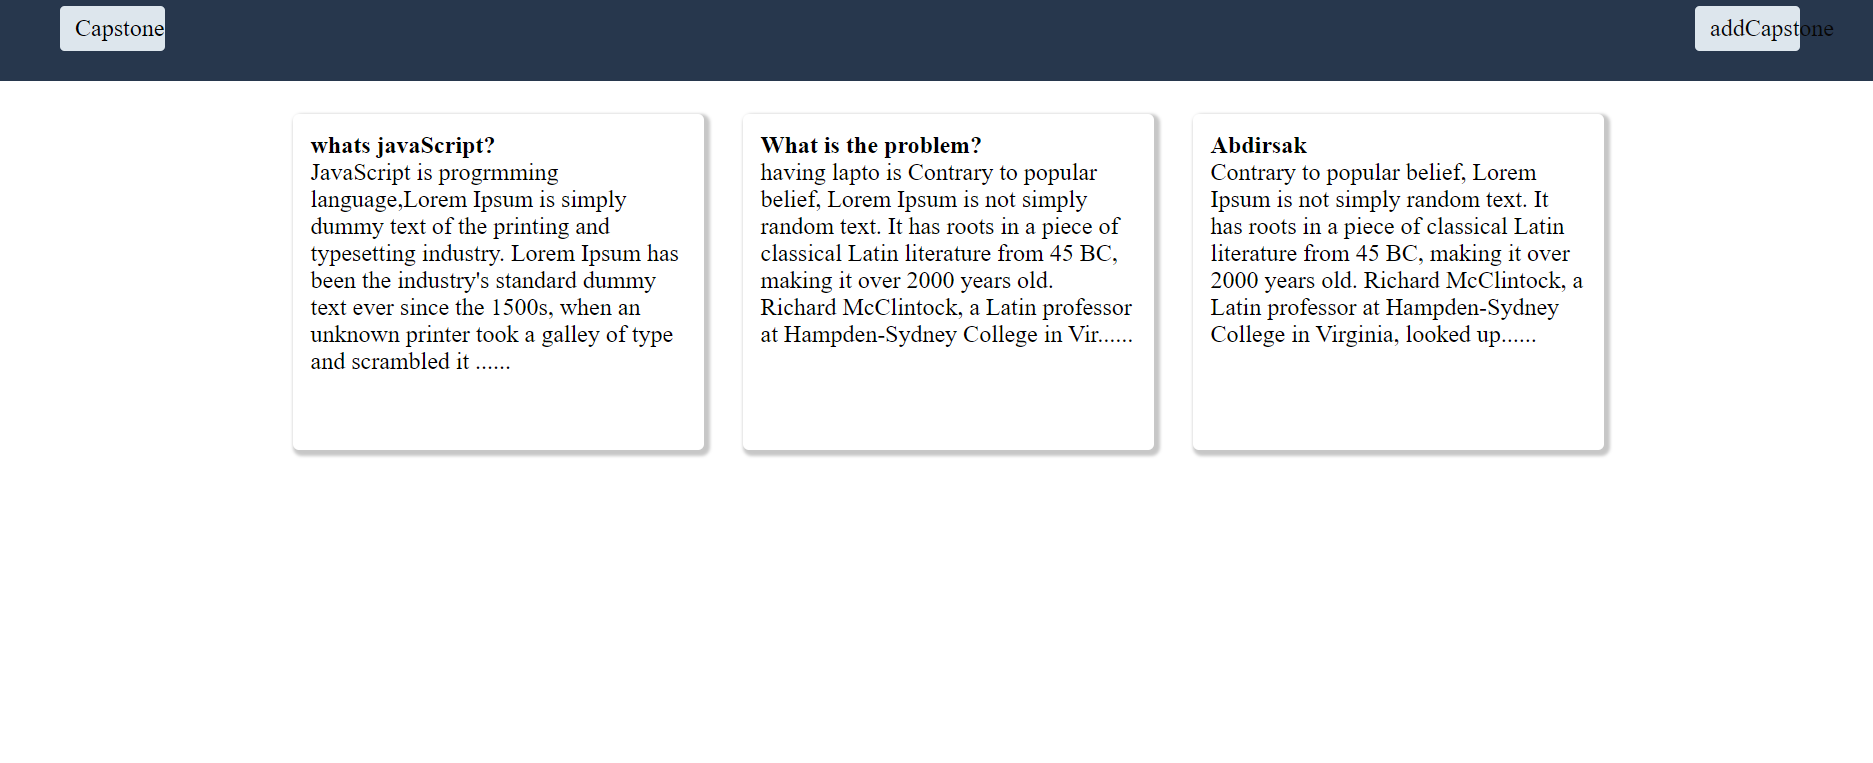 Capstone
addCapstone
whats javaScript?
JavaScript is progrmming
language,Lorem Ipsum is simply
dummy text of the printing and
typesetting industry. Lorem Ipsum has
been the industry's standard dummy
text ever since the 1500s, when an
unknown printer took a galley of type
and scrambled it ......
What is the problem?
having lapto is Contrary to popular
belief, Lorem Ipsum is not simply
random text. It has roots in a piece of
classical Latin literature from 45 BC,
making it over 2000 years old.
Richard McClintock, a Latin professor
at Hampden-Sydney College in Vir......
Abdirsak
Contrary to popular belief, Lorem
Ipsum is not simply random text. It
has roots in a piece of classical Latin
literature from 45 BC, making it over
2000 years old. Richard McClintock, a
Latin professor at Hampden-Sydney
College in Virginia, looked up......